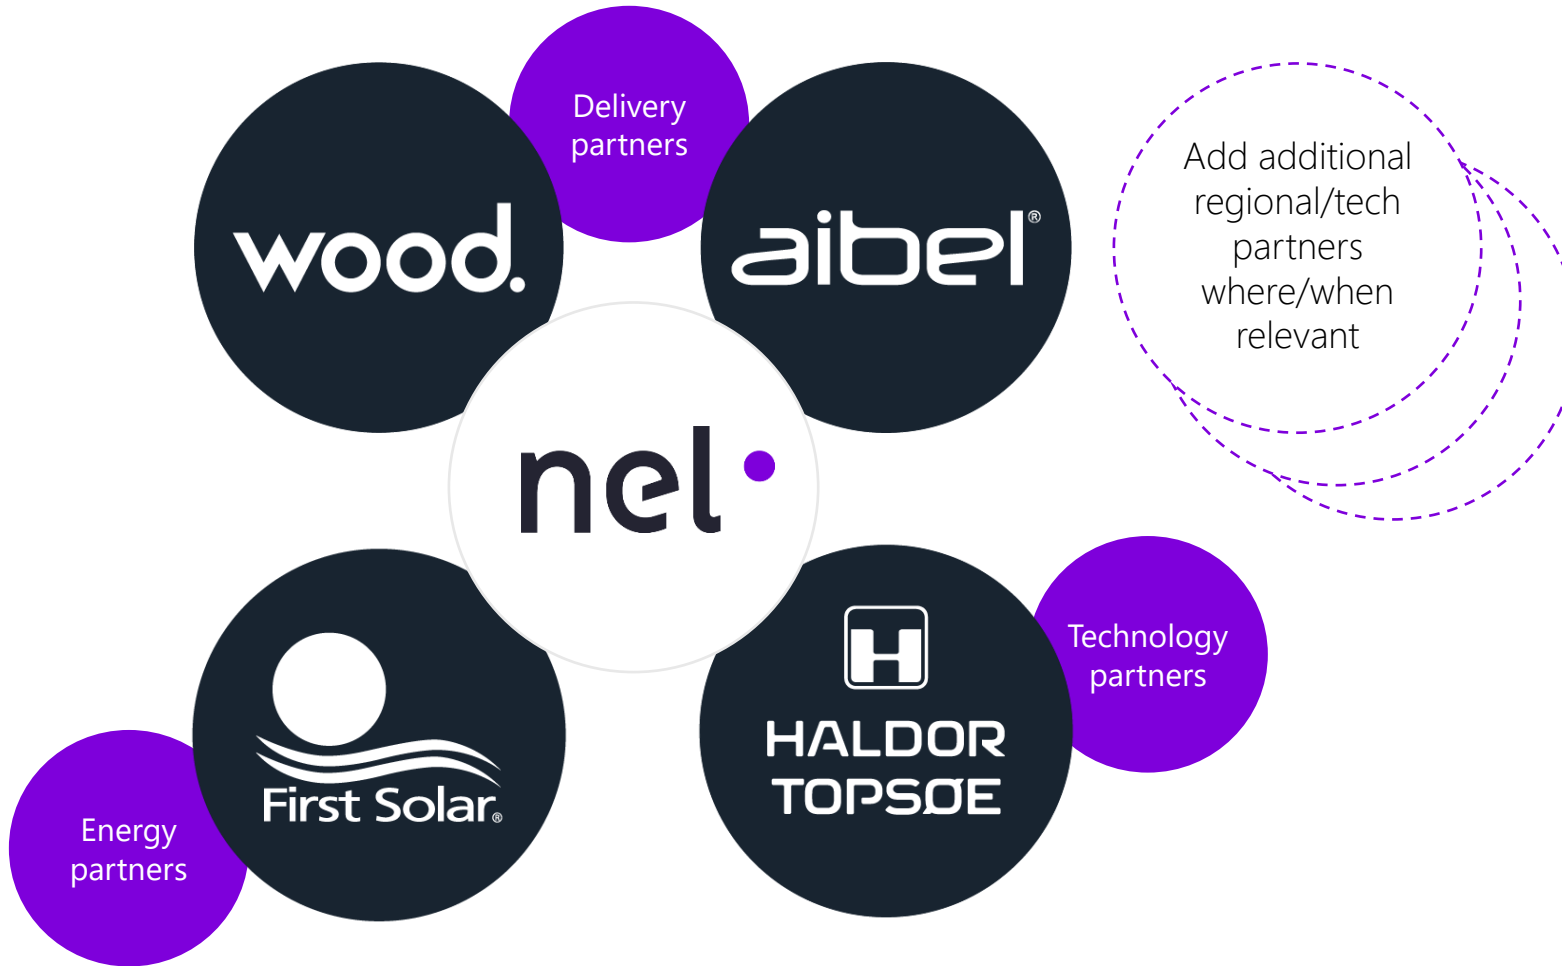 Delivery
partners
wood.
aibel®
Add additional
regional/tech
partners
where/when
relevant
nel
H
HALDOR
TOPSØE
Technology
partners
First Solar®
Energy
partners